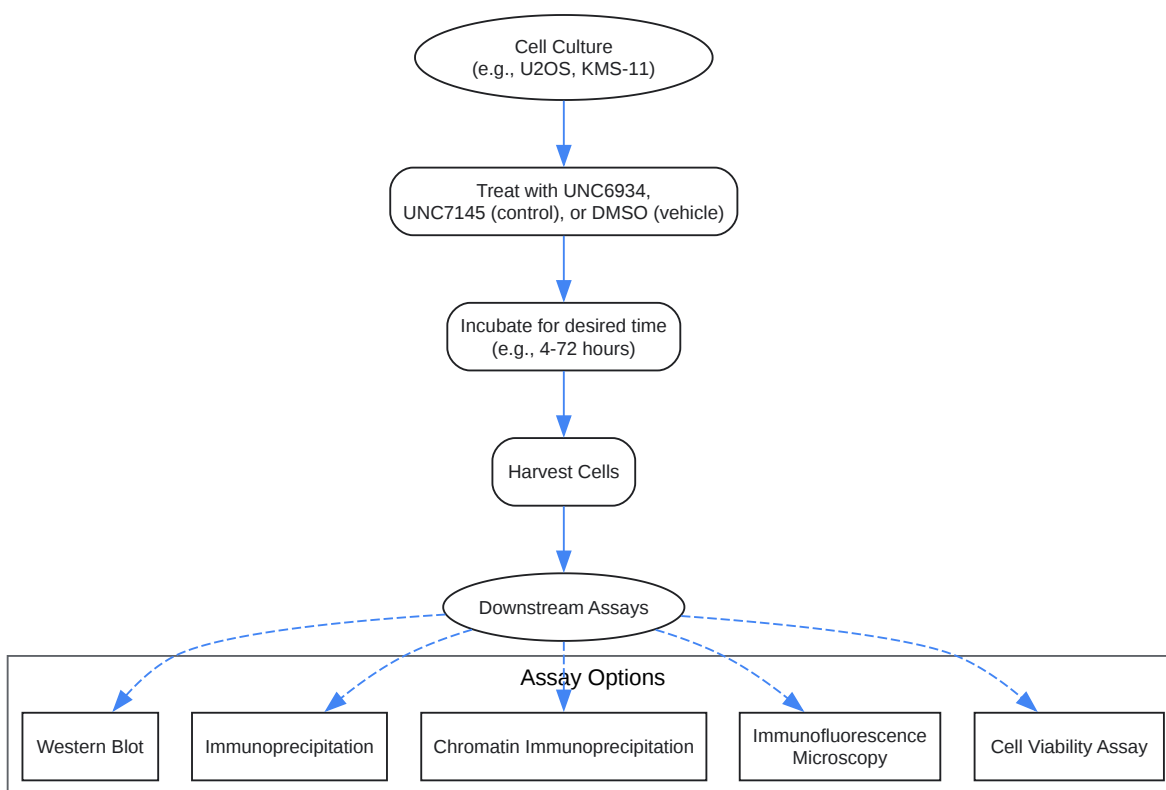 Cell Culture
(e.g., U2OS, KMS-11)
Treat with UNC6934,
UNC7145 (control), or DMSO (vehicle)
Incubate for desired time
(e.g., 4-72 hours)
Harvest Cells
Downstream Assays
Assay Options
Western Blot
Immunoprecipitation
Chromatin Immunoprecipitation
Immunofluorescence
Microscopy
Cell Viability Assay